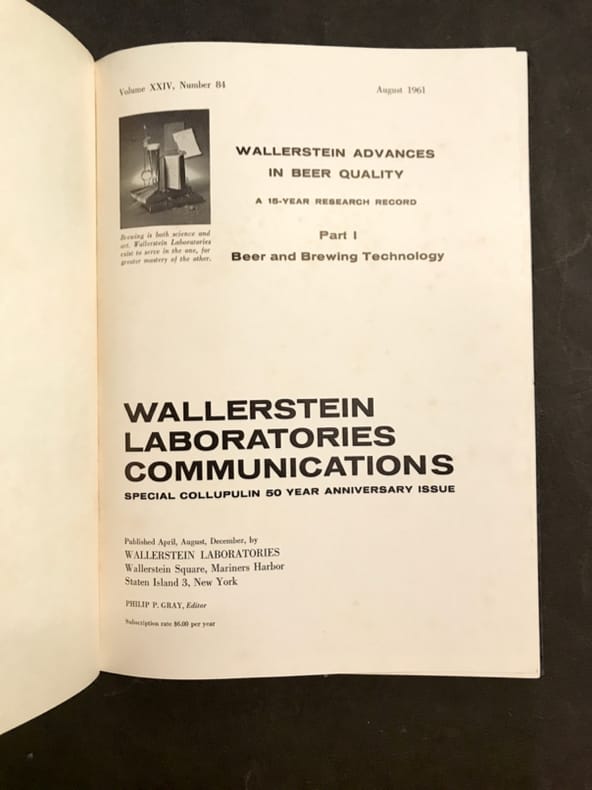 Volume XXIV, Number 84
August 1961
Brewing is both science and
art. Wallerstein Laboratories
exist to serve in the one, for
greater mastery of the other.
WALLERSTEIN ADVANCES
IN BEER QUALITY
A 15-YEAR RESEARCH RECORD
Part I
Beer and Brewing Technology
WALLERSTEIN
LABORATORIES
COMMUNICATIONS
SPECIAL COLLUPULIN 50 YEAR ANNIVERSARY ISSUE
Published April, August, December, by
WALLERSTEIN LABORATORIES
Wallerstein Square, Mariners Harbor
Staten Island 3, New York
PHILIP P. GRAY, Editor
Subscription rate $6.00 per year